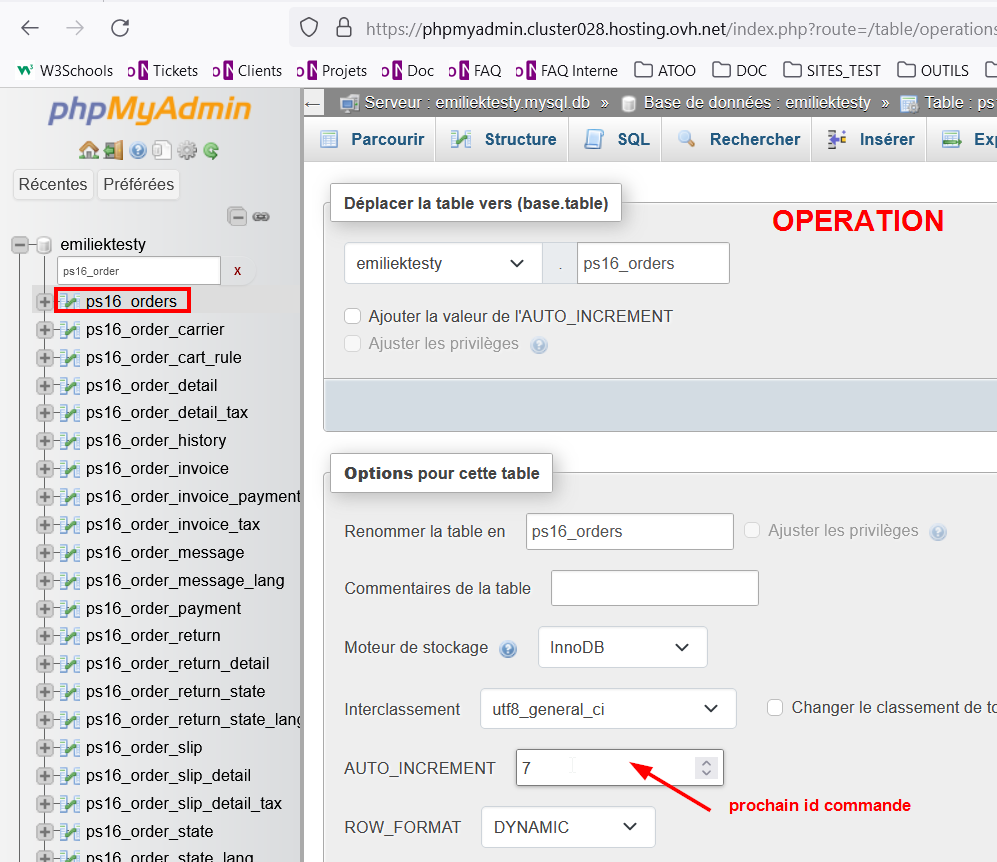 https://phpmyadmin.cluster028.hosting.ovh.net/index.php?route=/table/operations
W3Schools Tickets Clients Projets Doc FAQ FAQ Interne ATOO DOC SITES_TEST OUTILS
phpMyAdmin
Récentes Préférées
emiliektesty
ps16_order X
ps16_orders
ps16_order_carrier
ps16_order_cart_rule
ps16_order_detail
ps16_order_detail_tax
ps16_order_history
ps16_order_invoice
ps16_order_invoice_payment
ps16_order_invoice_tax
ps16_order_message
ps16_order_message_lang
ps16_order_payment
ps16_order_return
ps16_order_return_detail
ps16_order_return_state
ps16_order_return_state_lang
ps16_order_slip
ps16_order_slip_detail
ps16_order_slip_detail_tax
ps16_order_state
ps16_order_state_lang
Serveur : emiliektesty.mysql.db » Base de données : emiliektesty » Table : ps
Parcourir Structure SQL Rechercher Insérer Exp
Déplacer la table vers (base.table)
OPERATION
emiliektesty . ps16_orders
Ajouter la valeur de l'AUTO_INCREMENT
Ajuster les privilèges
Options pour cette table
Renommer la table en ps16_orders Ajuster les privilèges
Commentaires de la table
Moteur de stockage InnoDB
Interclassement utf8_general_ci Changer le classement de to
AUTO_INCREMENT 7
prochain id commande
ROW_FORMAT DYNAMIC